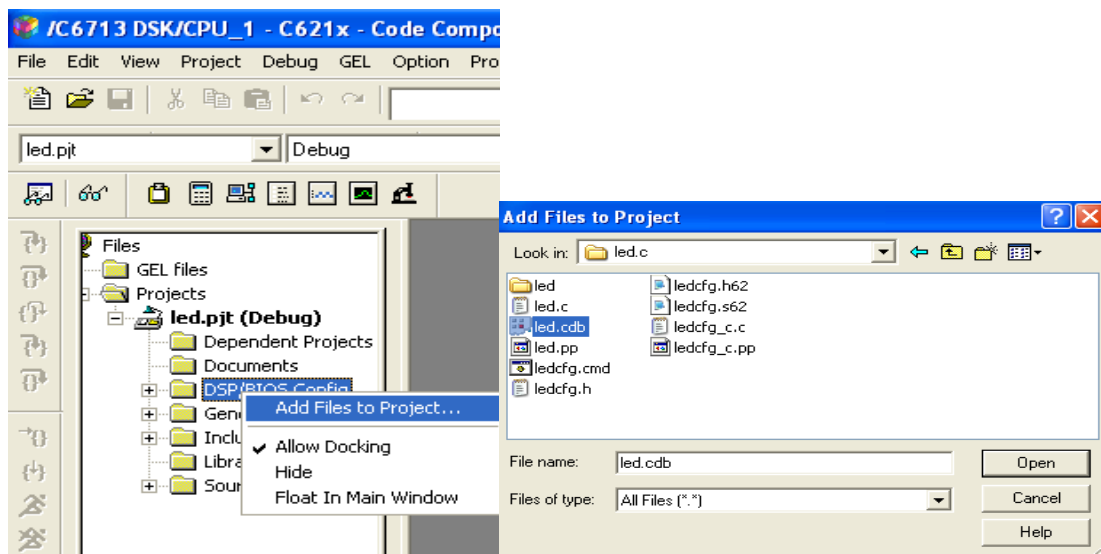 /C6713 DSK/CPU_1 - C621x - Code Compo
File Edit View Project Debug GEL Option Pro
led.pjt Debug
Files
GEL files
Projects
led.pjt (Debug)
Dependent Projects
Documents
DSP/BIOS Config
Gen
Inclu
Libra
Sour
Add Files to Project...
Allow Docking
Hide
Float In Main Window
Add Files to Project
Look in: led.c
led
led.c
led.cdb
led.pp
ledcfg.cmd
ledcfg.h
ledcfg.h62
ledcfg.s62
ledcfg_c.c
ledcfg_c.pp
File name: led.cdb Open
Files of type: All Files (*.*) Cancel
Help